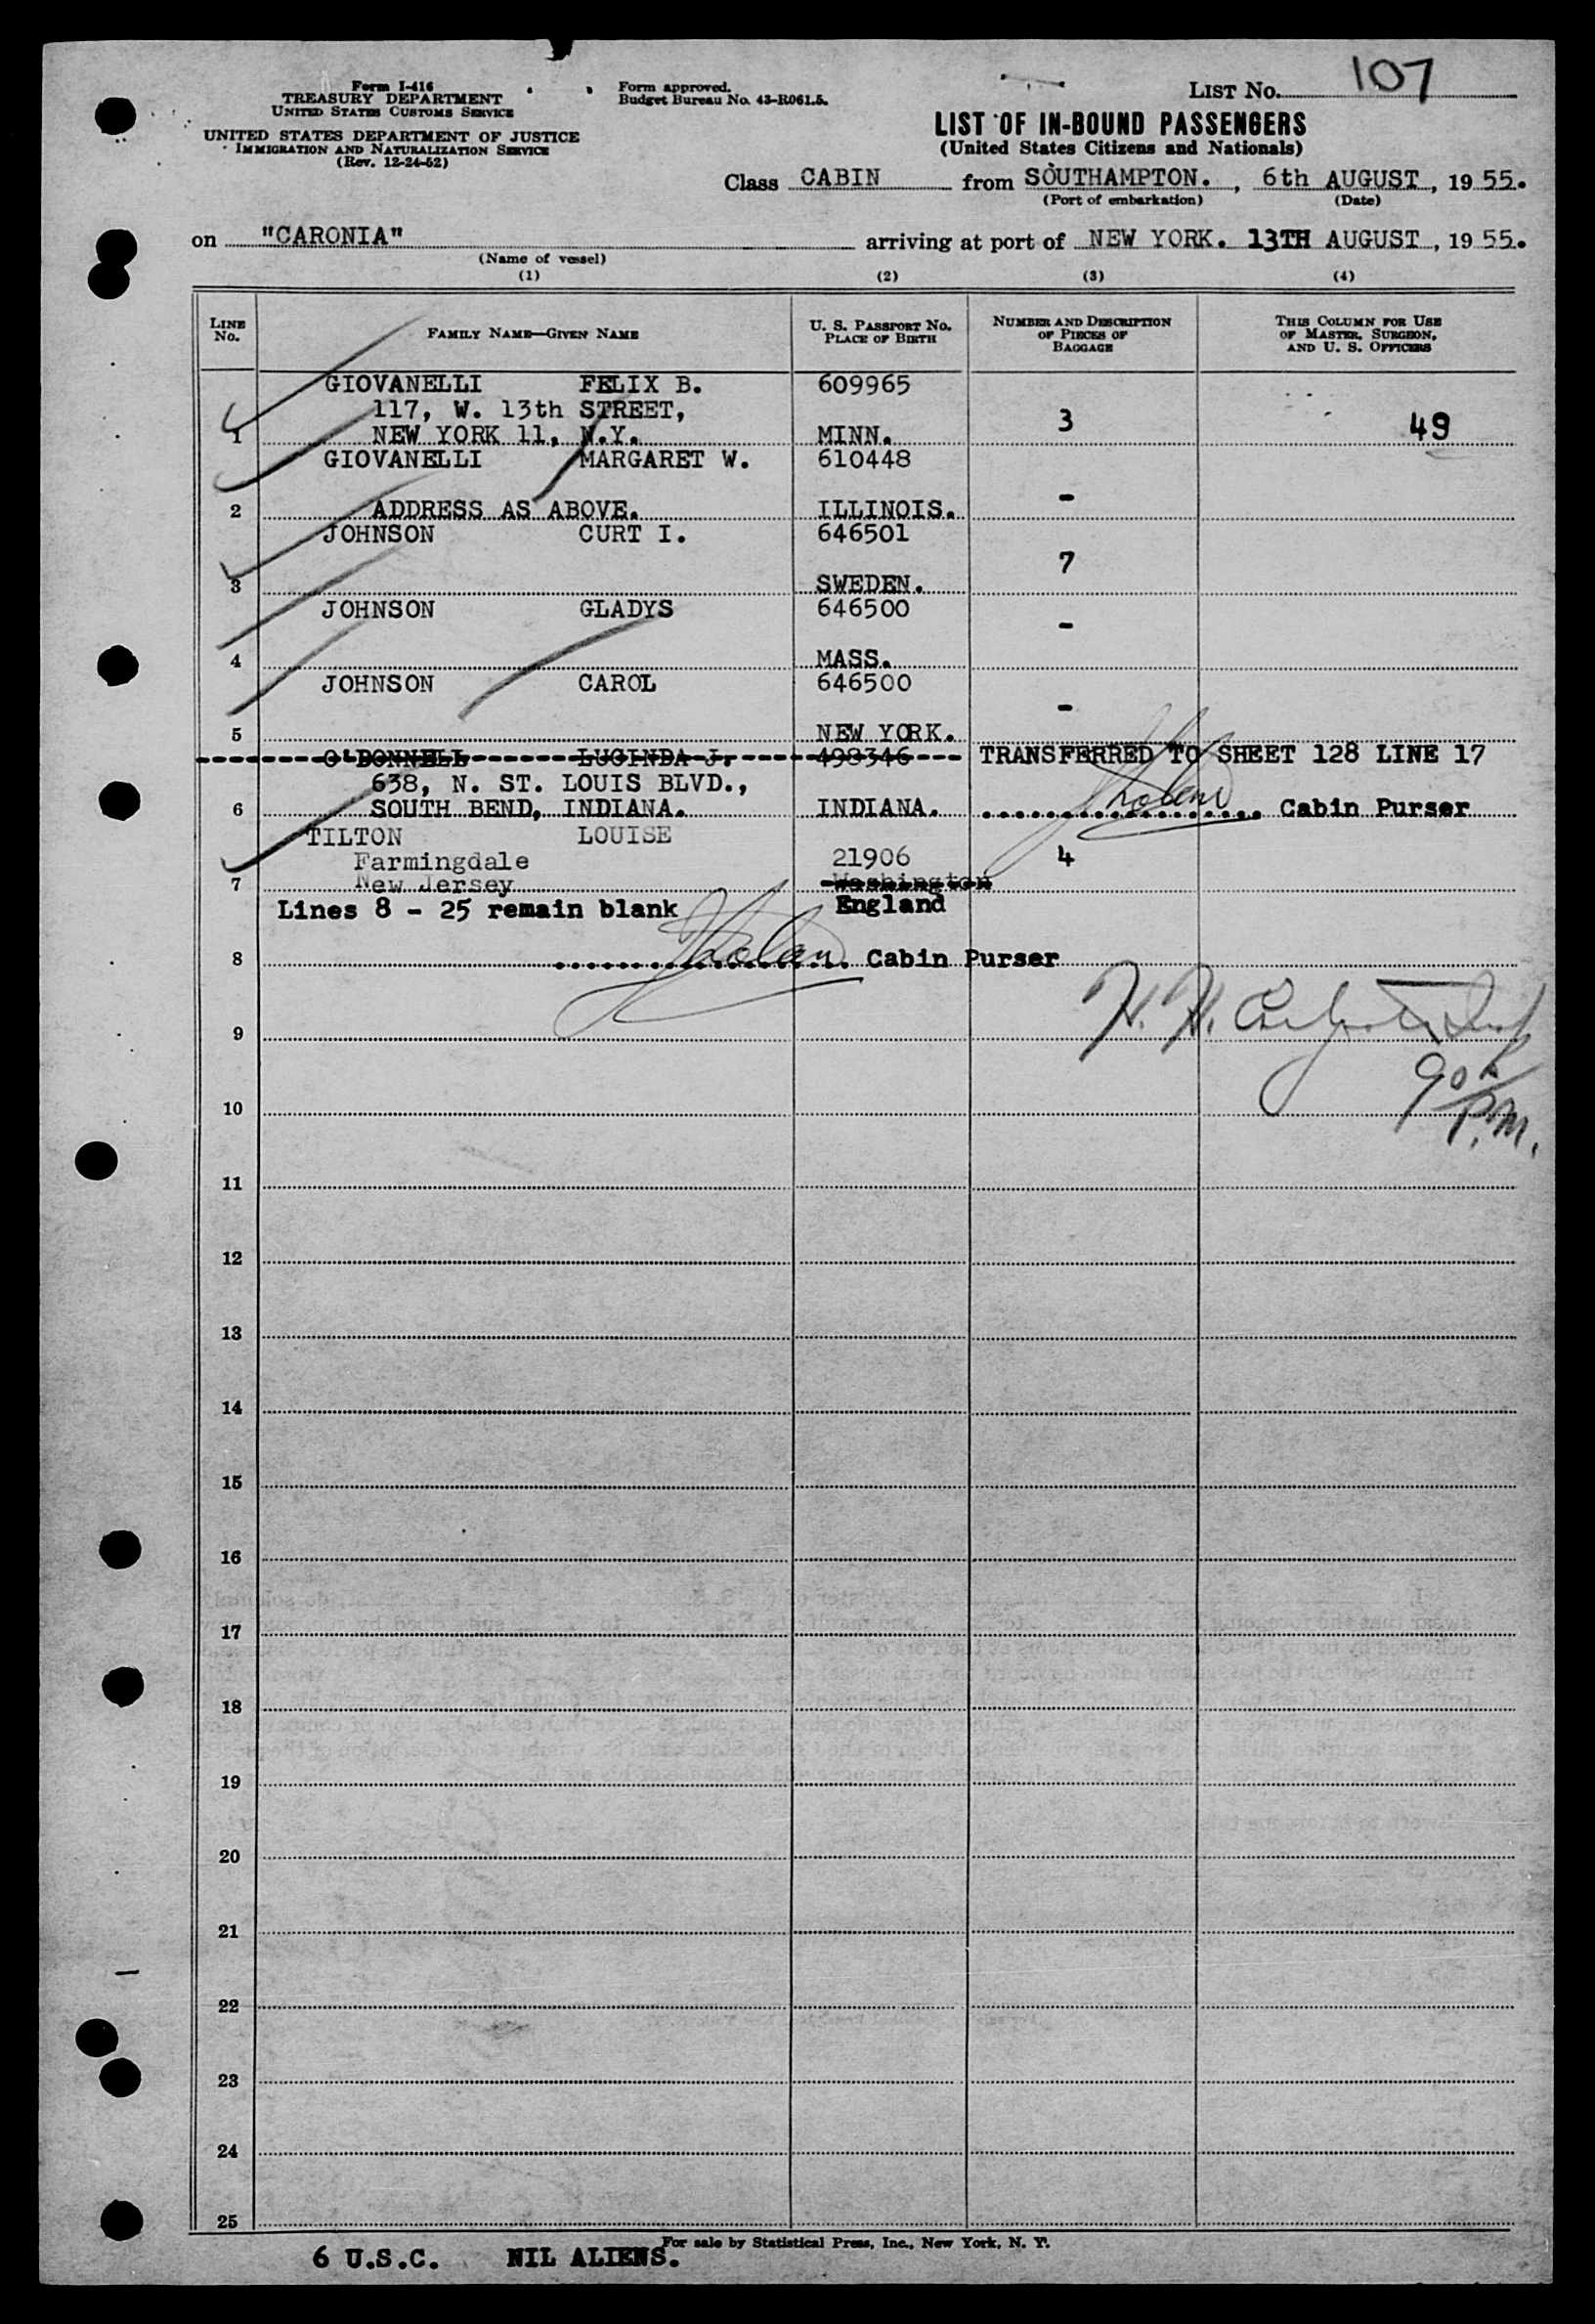 Form I-416
TREASURY DEPARTMENT
UNITED STATES CUSTOMS SERVICE
UNITED STATES DEPARTMENT OF JUSTICE
IMMIGRATION AND NATURALIZATION SERVICE
(Rev. 12-24-52)
Form approved.
Budget Bureau No. 43-R061.5.
LIST No. 107
LIST OF IN-BOUND PASSENGERS
(United States Citizens and Nationals)
Class CABIN from SOUTHAMPTON. , 6th AUGUST , 19 55.
(Port of embarkation) (Date)
on "CARONIA" arriving at port of NEW YORK. 13TH AUGUST , 19 55.
(Name of vessel)
(1) (2) (3) (4)
LINE No. FAMILY NAME—GIVEN NAME U. S. PASSPORT No. PLACE OF BIRTH NUMBER AND DESCRIPTION OF PIECES OF BAGGAGE THIS COLUMN FOR USE OF MASTER, SURGEON, AND U. S. OFFICERS
GIOVANELLI FELIX B. 609965
117, W. 13th STREET, 3 49
1 NEW YORK 11, N.Y. MINN.
GIOVANELLI MARGARET W. 610448
-
2 ADDRESS AS ABOVE. ILLINOIS.
JOHNSON CURT I. 646501
7
3 SWEDEN.
JOHNSON GLADYS 646500
-
4 MASS.
JOHNSON CAROL 646500
-
5 NEW YORK.
O'DONNELL LUCINDA J. 498346 TRANSFERRED TO SHEET 128 LINE 17
638, N. ST. LOUIS BLVD.,
6 SOUTH BEND, INDIANA. INDIANA. Cabin Purser
TILTON LOUISE
Farmingdale 21906 4
7 New Jersey Washington
Lines 8 - 25 remain blank England
8 Cabin Purser
9 H. H.
10 P.M.
11
12
13
14
15
16
17
18
19
20
21
22
23
24
25
For sale by Statistical Press, Inc., New York, N. Y.
6 U.S.C. NIL ALIENS.